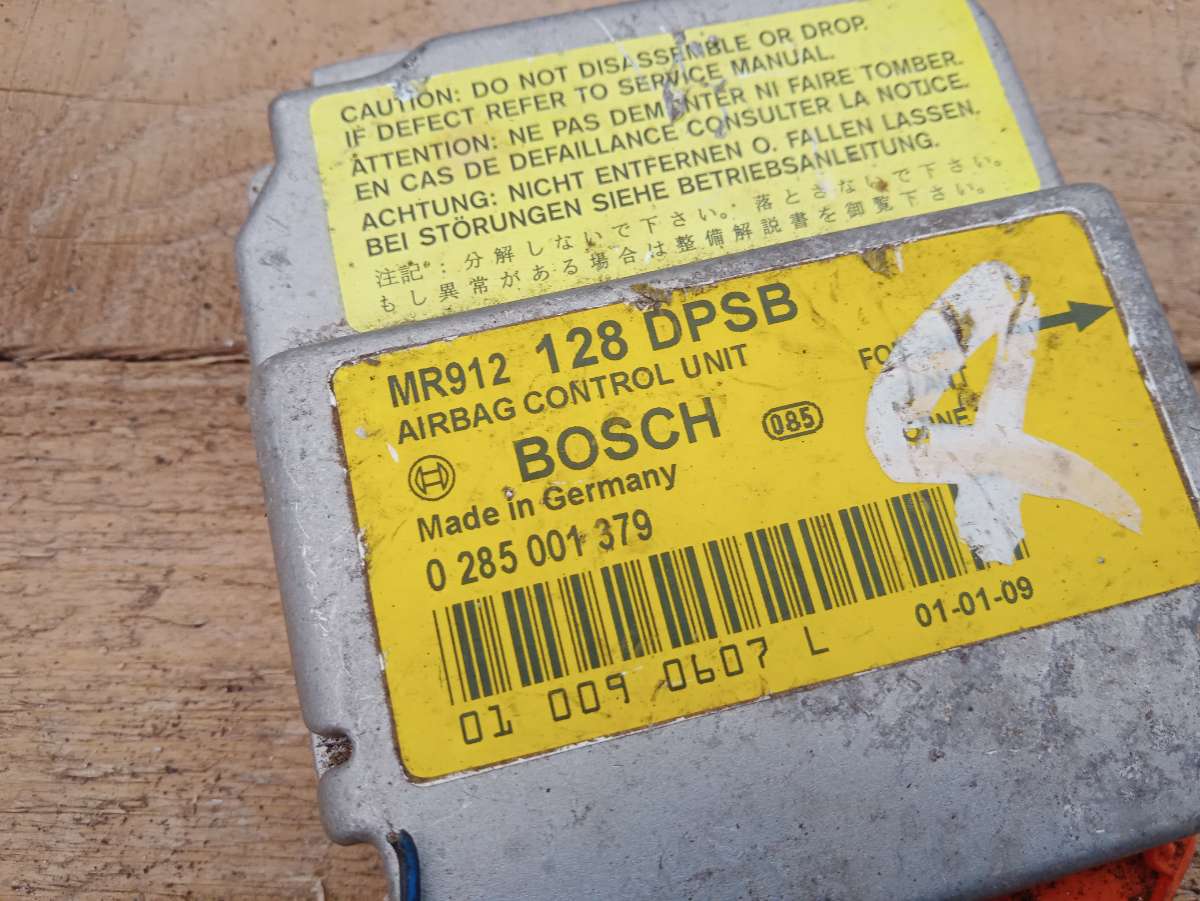 CAUTION: DO NOT DISASSEMBLE OR DROP.
IF DEFECT REFER TO SERVICE MANUAL.
ATTENTION: NE PAS DEMONTER NI FAIRE TOMBER.
EN CAS DE DEFAILLANCE CONSULTER LA NOTICE.
ACHTUNG: NICHT ENTFERNEN O. FALLEN LASSEN.
BEI STÖRUNGEN SIEHE BETRIEBSANLEITUNG.
注記：分解しないで下さい。落とさないで下さい。
もし異常がある場合は整備解説書を御覧下さい。
MR912 128 DPSB
AIRBAG CONTROL UNIT
BOSCH 085
Made in Germany
0 285 001 379
01-01-09
01 009 0607 L